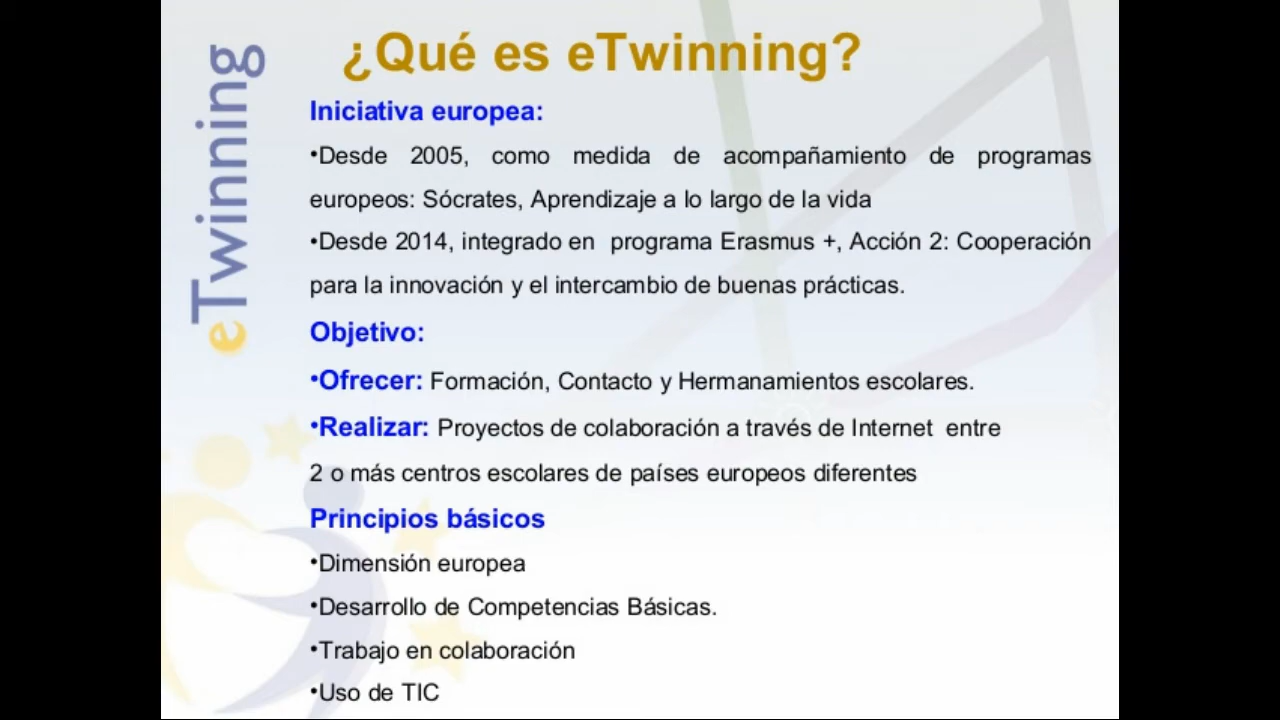 eTwinning
¿Qué es eTwinning?
Iniciativa europea:
•Desde 2005, como medida de acompañamiento de programas
europeos: Sócrates, Aprendizaje a lo largo de la vida
•Desde 2014, integrado en programa Erasmus +, Acción 2: Cooperación
para la innovación y el intercambio de buenas prácticas.
Objetivo:
•Ofrecer: Formación, Contacto y Hermanamientos escolares.
•Realizar: Proyectos de colaboración a través de Internet entre
2 o más centros escolares de países europeos diferentes
Principios básicos
•Dimensión europea
•Desarrollo de Competencias Básicas.
•Trabajo en colaboración
•Uso de TIC